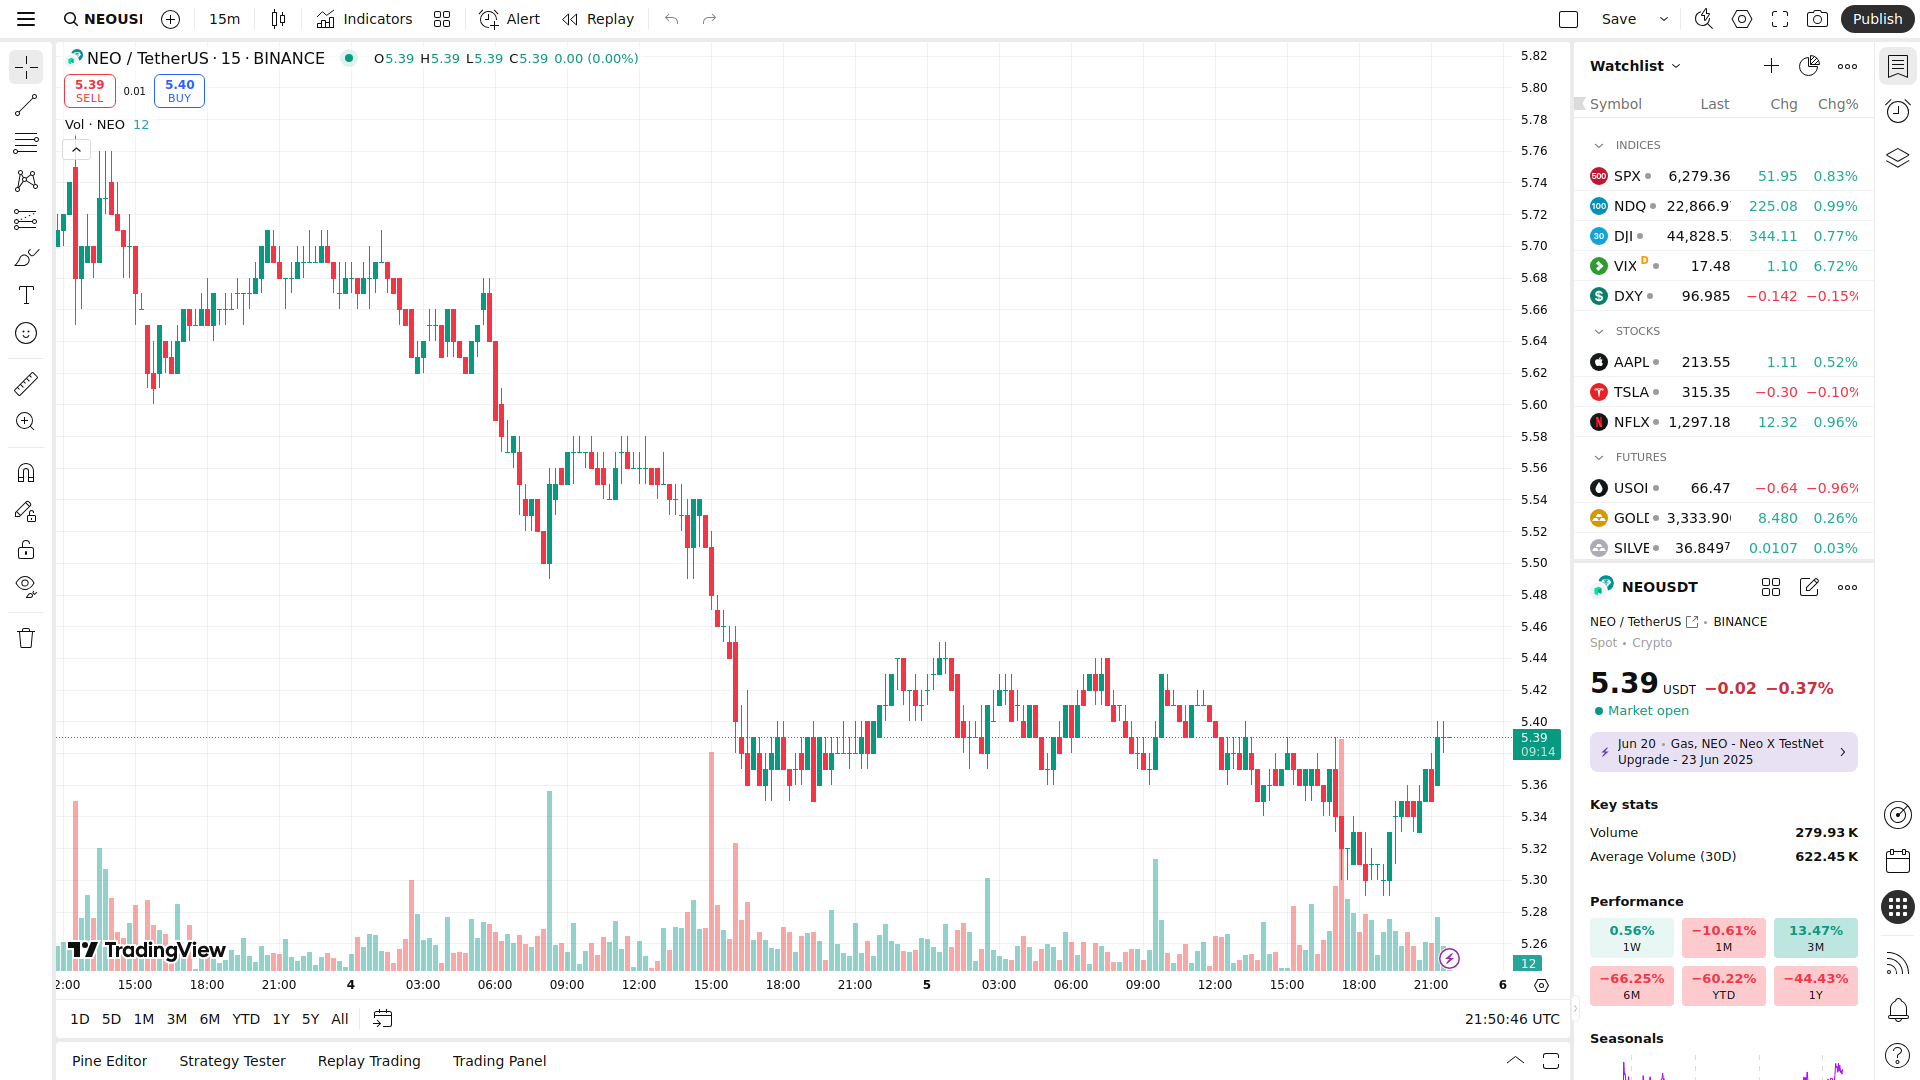 NEOUSI
15m
Indicators
Alert
Replay
Save
Publish
NEO / TetherUS · 15 · BINANCE
O5.39 H5.39 L5.39 C5.39 0.00 (0.00%)
5.39
SELL
0.01
5.40
BUY
Vol · NEO 12
5.82
5.80
5.78
5.76
5.74
5.72
5.70
5.68
5.66
5.64
5.62
5.60
5.58
5.56
5.54
5.52
5.50
5.48
5.46
5.44
5.42
5.40
5.39
09:14
5.36
5.34
5.32
5.30
5.28
5.26
12
TradingView
2:00 15:00 18:00 21:00 4 03:00 06:00 09:00 12:00 15:00 18:00 21:00 5 03:00 06:00 09:00 12:00 15:00 18:00 21:00 6
1D 5D 1M 3M 6M YTD 1Y 5Y All
21:50:46 UTC
Pine Editor Strategy Tester Replay Trading Trading Panel
Watchlist
Symbol Last Chg Chg%
INDICES
500 SPX 6,279.36 51.95 0.83%
100 NDQ 22,866.9 225.08 0.99%
30 DJI 44,828.5 344.11 0.77%
VIX D 17.48 1.10 6.72%
$ DXY 96.985 −0.142 −0.15%
STOCKS
AAPL 213.55 1.11 0.52%
TSLA 315.35 −0.30 −0.10%
N NFLX 1,297.18 12.32 0.96%
FUTURES
USOI 66.47 −0.64 −0.96%
GOL 3,333.90 8.480 0.26%
SILVE 36.8497 0.0107 0.03%
NEOUSDT
NEO / TetherUS • BINANCE
Spot • Crypto
5.39 USDT −0.02 −0.37%
Market open
Jun 20 • Gas, NEO - Neo X TestNet
Upgrade - 23 Jun 2025
Key stats
Volume 279.93 K
Average Volume (30D) 622.45 K
Performance
0.56% −10.61% 13.47%
1W 1M 3M
−66.25% −60.22% −44.43%
6M YTD 1Y
Seasonals